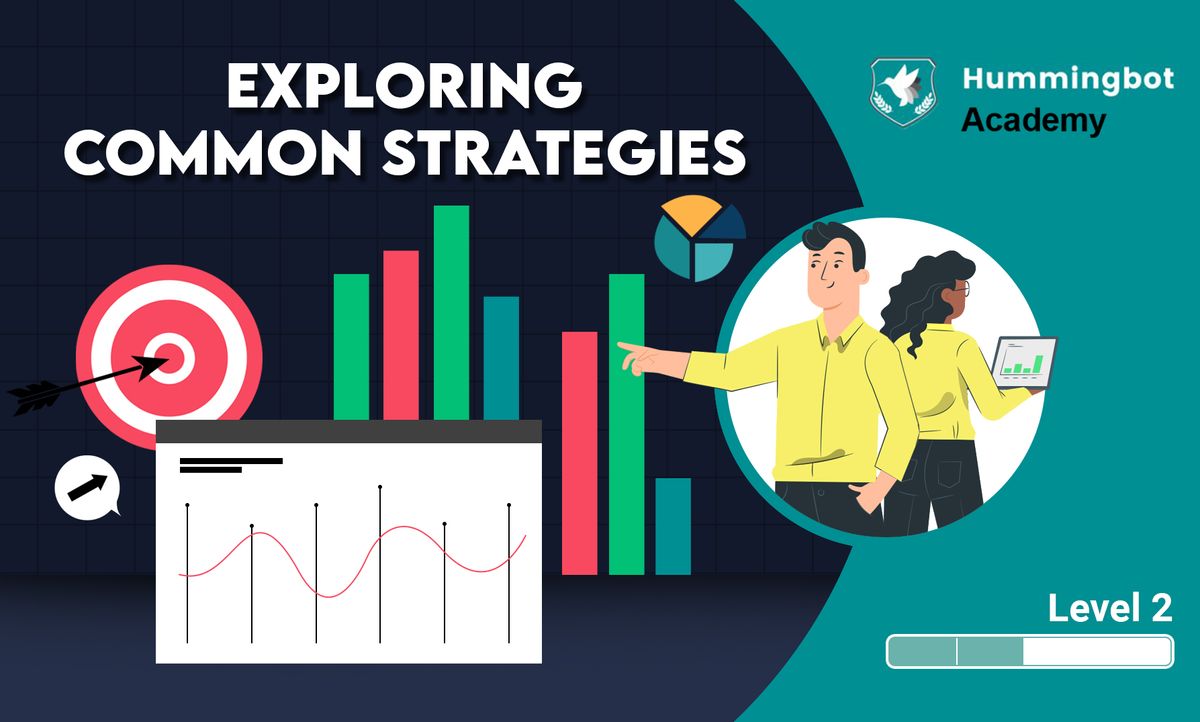 EXPLORING
COMMON STRATEGIES
Hummingbot
Academy
Level 2